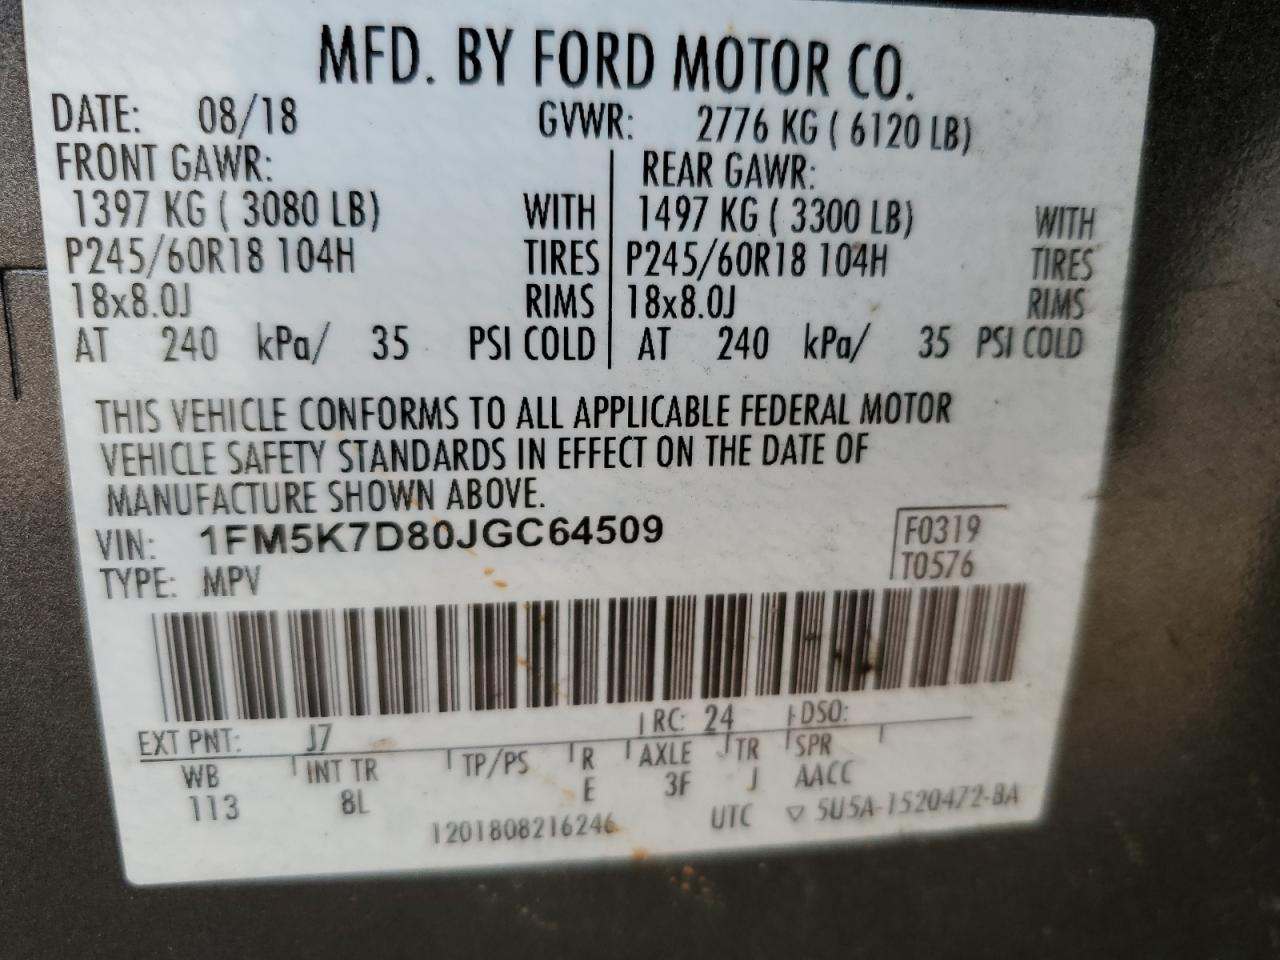 MFD. BY FORD MOTOR CO.
DATE: 08/18 GVWR: 2776 KG ( 6120 LB)
FRONT GAWR: REAR GAWR:
1397 KG ( 3080 LB) WITH 1497 KG ( 3300 LB) WITH
P245/60R18 104H TIRES P245/60R18 104H TIRES
18x8.0J RIMS 18x8.0J RIMS
AT 240 kPa/ 35 PSI COLD AT 240 kPa/ 35 PSI COLD
THIS VEHICLE CONFORMS TO ALL APPLICABLE FEDERAL MOTOR
VEHICLE SAFETY STANDARDS IN EFFECT ON THE DATE OF
MANUFACTURE SHOWN ABOVE.
VIN: 1FM5K7D80JGC64509 F0319
TYPE: MPV T0576
EXT PNT: J7 RC: 24 DSO:
WB INT TR TP/PS R AXLE TR SPR
113 8L E 3F J AACC
1201808216246 UTC ▽ 5U5A-1520472-BA